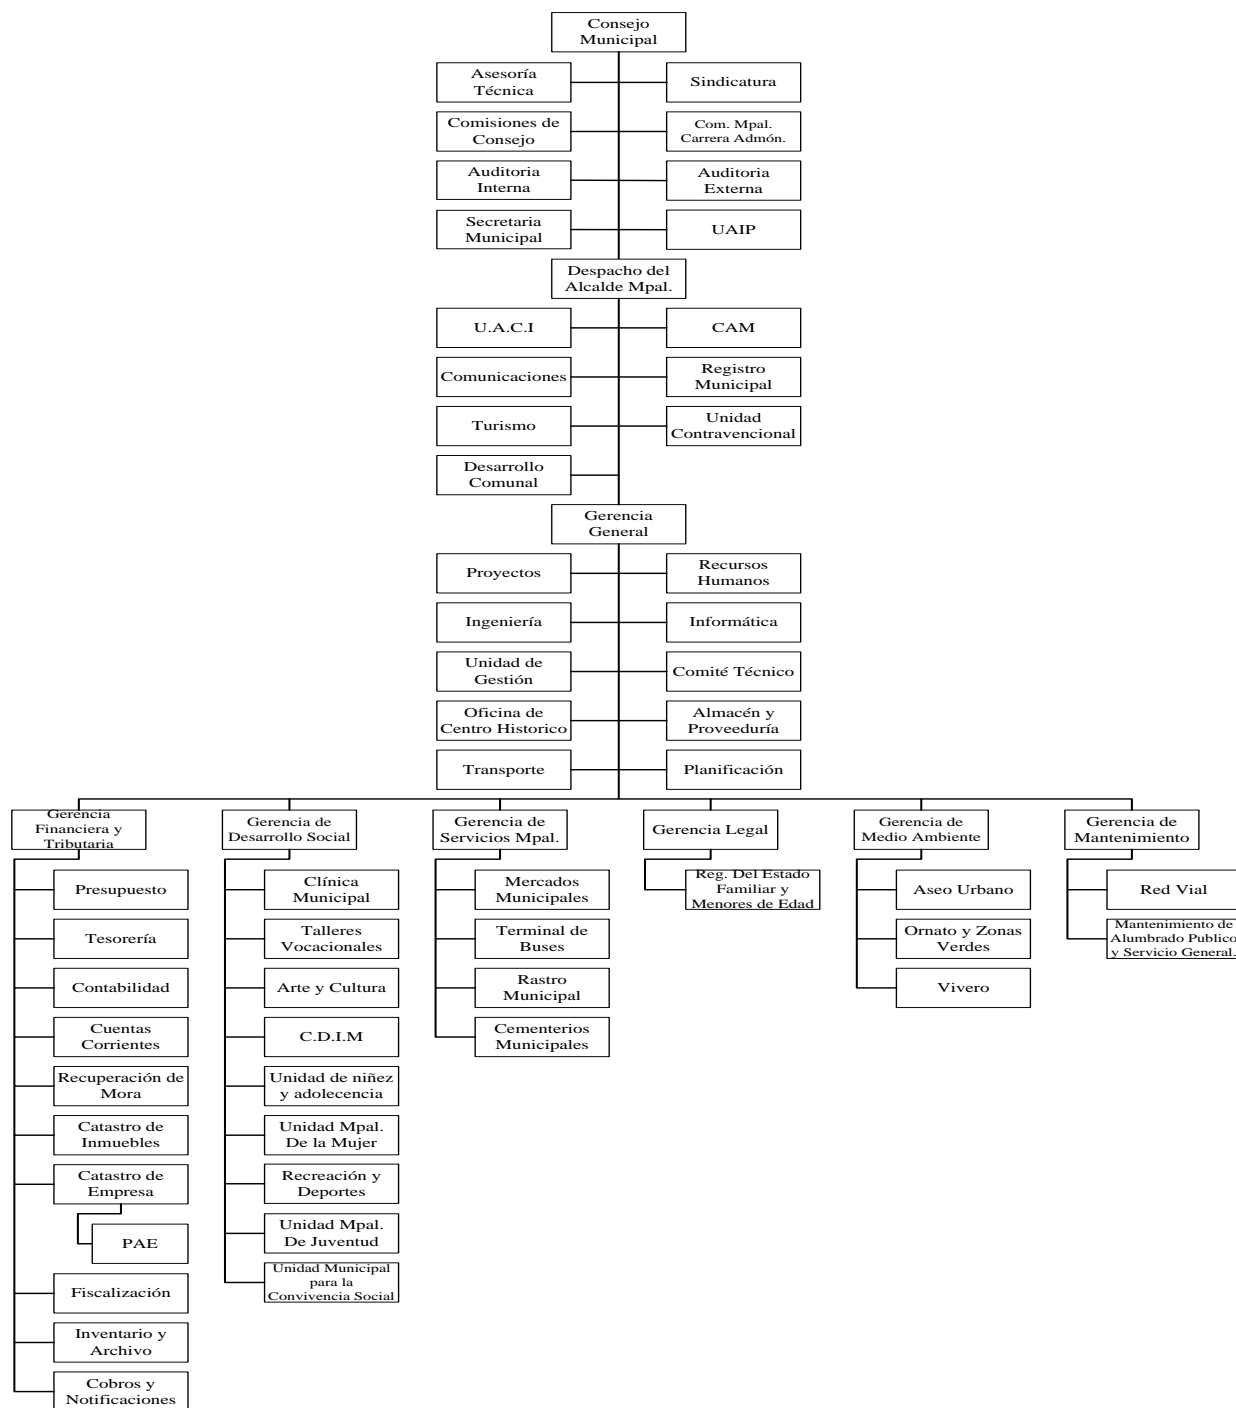 Consejo
Municipal
Asesoría
Técnica
Sindicatura
Comisiones de
Consejo
Com. Mpal.
Carrera Admón.
Auditoria
Interna
Auditoria
Externa
Secretaria
Municipal
UAIP
Despacho del
Alcalde Mpal.
U.A.C.I
CAM
Comunicaciones
Registro
Municipal
Turismo
Unidad
Contravencional
Desarrollo
Comunal
Gerencia
General
Proyectos
Recursos
Humanos
Ingeniería
Informática
Unidad de
Gestión
Comité Técnico
Oficina de
Centro Historico
Almacén y
Proveeduría
Transporte
Planificación
Gerencia
Financiera y
Tributaria
Gerencia de
Desarrollo Social
Gerencia de
Servicios Mpal.
Gerencia Legal
Gerencia de
Medio Ambiente
Gerencia de
Mantenimiento
Presupuesto
Tesorería
Contabilidad
Cuentas
Corrientes
Recuperación de
Mora
Catastro de
Inmuebles
Catastro de
Empresa
PAE
Fiscalización
Inventario y
Archivo
Cobros y
Notificaciones
Clínica
Municipal
Talleres
Vocacionales
Arte y Cultura
C.D.I.M
Unidad de niñez
y adolecencia
Unidad Mpal.
De la Mujer
Recreación y
Deportes
Unidad Mpal.
De Juventud
Unidad Municipal
para la
Convivencia Social
Mercados
Municipales
Terminal de
Buses
Rastro
Municipal
Cementerios
Municipales
Reg. Del Estado
Familiar y
Menores de Edad
Aseo Urbano
Ornato y Zonas
Verdes
Vivero
Red Vial
Mantenimiento de
Alumbrado Publico
y Servicio General.